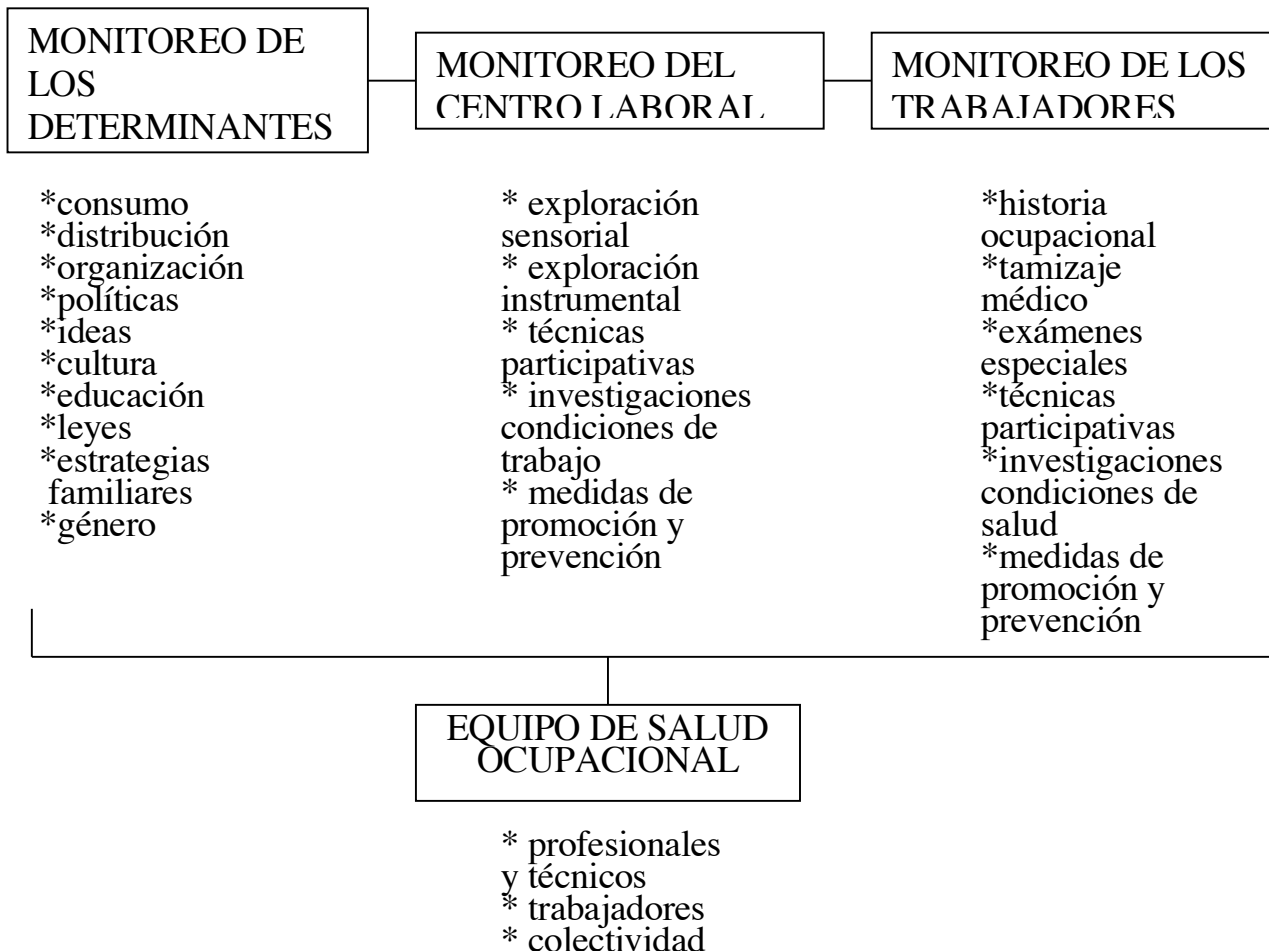 MONITOREO DE
LOS
DETERMINANTES
MONITOREO DEL
CENTRO LABORAL
MONITOREO DE LOS
TRABAJADORES
*consumo
*distribución
*organización
*políticas
*ideas
*cultura
*educación
*leyes
*estrategias
familiares
*género
* exploración
sensorial
* exploración
instrumental
* técnicas
participativas
* investigaciones
condiciones de
trabajo
* medidas de
promoción y
prevención
*historia
ocupacional
*tamizaje
médico
*exámenes
especiales
*técnicas
participativas
*investigaciones
condiciones de
salud
*medidas de
promoción y
prevención
EQUIPO DE SALUD
OCUPACIONAL
* profesionales
y técnicos
* trabajadores
* colectividad